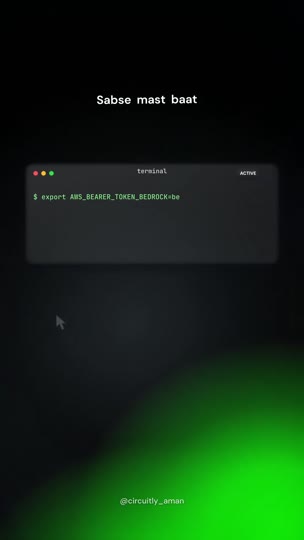 Sabse mast baat
terminal
ACTIVE
$ export AWS_BEARER_TOKEN_BEDROCK=be
@circuitly_aman